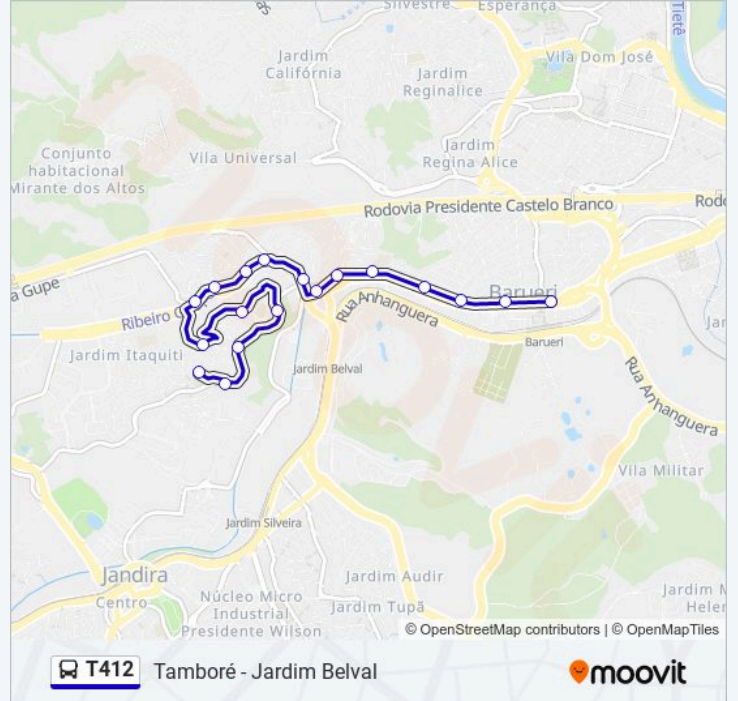 Silvestre
Esperança
Tietê
Vila Dom José
Jardim
Califórnia
Jardim
Reginalice
Conjunto
habitacional
Mirante dos Altos
Vila Universal
Jardim
Regina Alice
Rodovia Presidente Castelo Branco
a Gupe
Ribeiro
Barueri
Rua Anhanguera
Jardim Itaquiti
Jardim Belval
Barueri
Rua Anhanguera
Vila Militar
Jardim Silveira
Jandira
Centro
Núcleo Micro
Industrial
Presidente Wilson
Jardim Audir
Jardim Tupã
Jardim
© OpenStreetMap contributors | © OpenMapTiles
T412 Tamboré - Jardim Belval
moovit